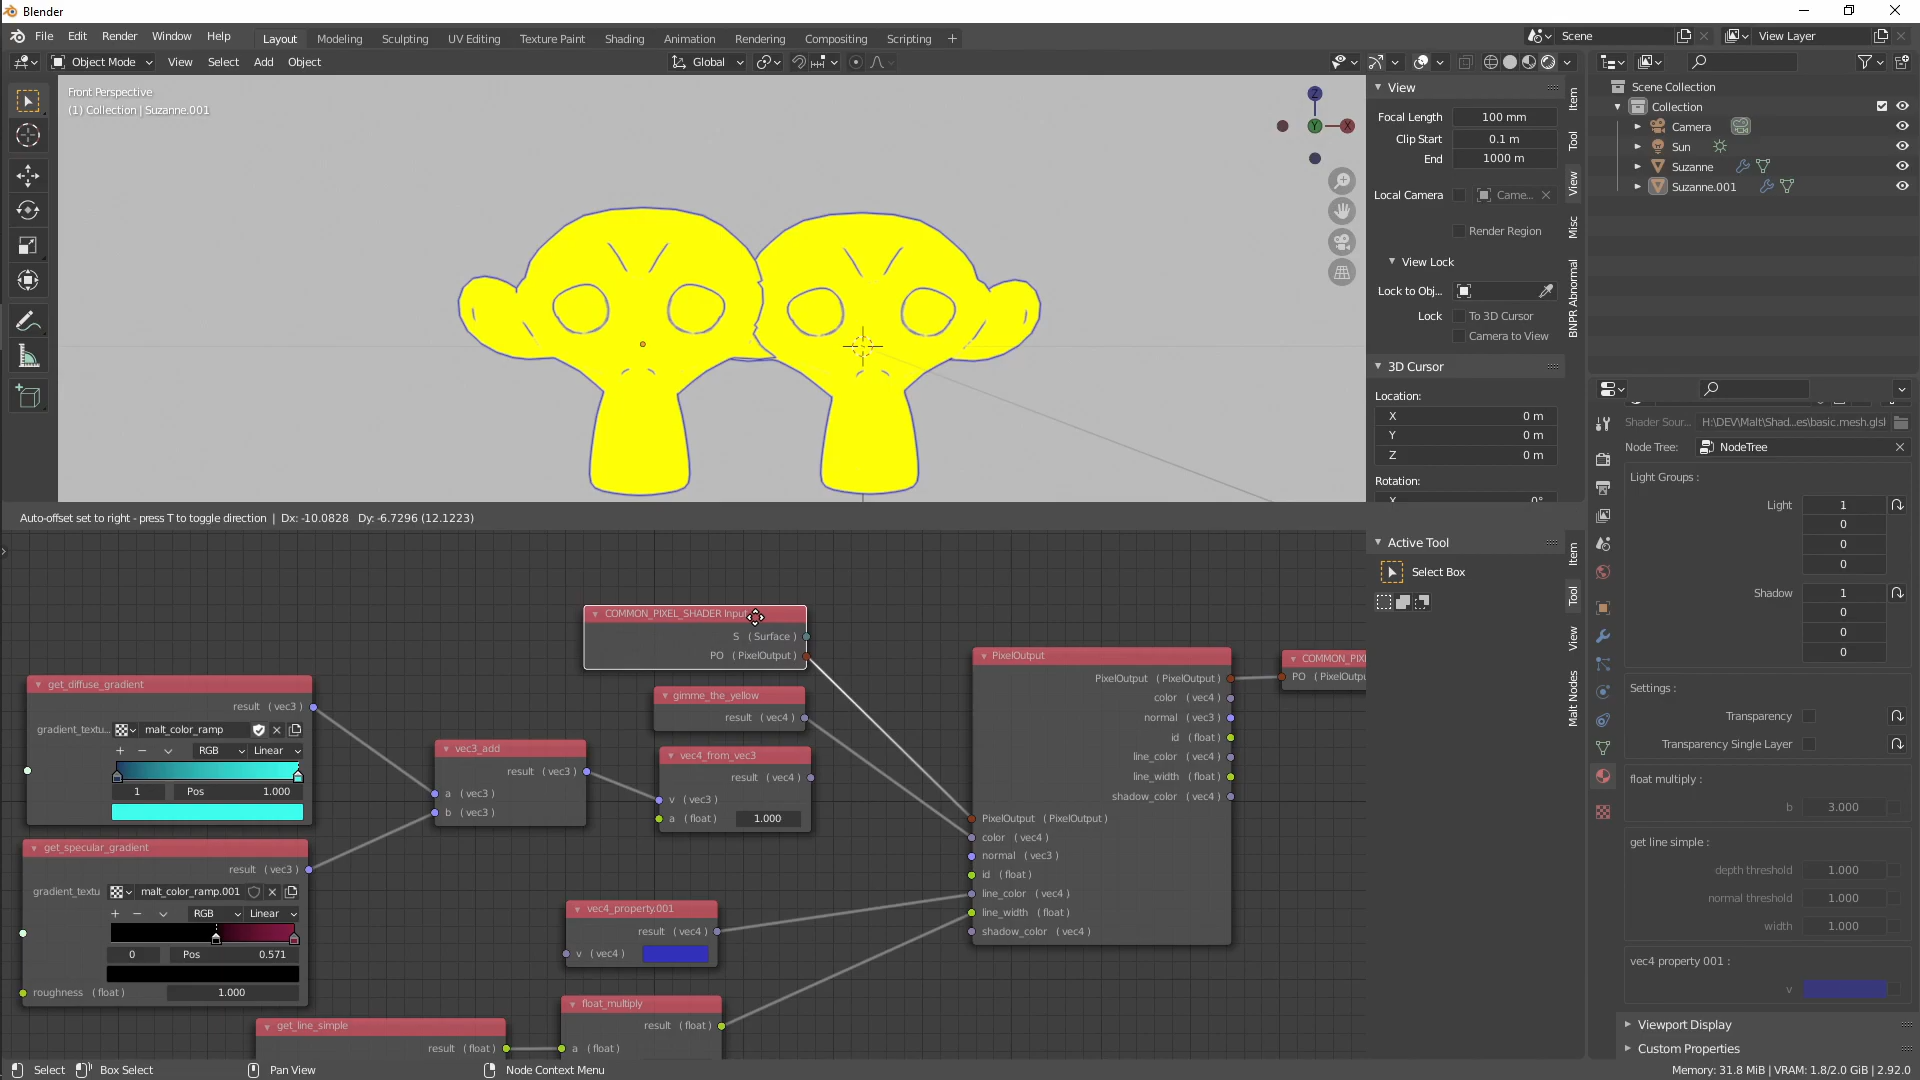 Blender
File Edit Render Window Help
Layout Modeling Sculpting UV Editing Texture Paint Shading Animation Rendering Compositing Scripting +
Scene
View Layer
Object Mode View Select Add Object
Global
Front Perspective
(1) Collection | Suzanne.001
Z
Y
X
View
Focal Length 100 mm
Clip Start 0.1 m
End 1000 m
Local Camera Came...
Render Region
View Lock
Lock to Obj...
Lock To 3D Cursor
Camera to View
3D Cursor
Location:
X 0 m
Y 0 m
Z 0 m
Rotation:
X 0°
Item
Tool
View
Misc
BNPR Abnormal
Scene Collection
Collection
Camera
Sun
Suzanne
Suzanne.001
Shader Sour... H:\DEV\Malt\Shad...es\basic.mesh.glsl
Node Tree: NodeTree
Light Groups :
Light 1
0
0
0
Shadow 1
0
0
0
Settings :
Transparency
Transparency Single Layer
float multiply :
b 3.000
get line simple :
depth threshold 1.000
normal threshold 1.000
width 1.000
vec4 property 001 :
v
Viewport Display
Custom Properties
Auto-offset set to right - press T to toggle direction | Dx: -10.0828 Dy: -6.7296 (12.1223)
Active Tool
Select Box
Item
Tool
View
Malt Nodes
COMMON_PIXEL_SHADER Input
S (Surface )
PO (PixelOutput )
gimme_the_yellow
result (vec4 )
vec4_from_vec3
result (vec4 )
v (vec3 )
a (float ) 1.000
get_diffuse_gradient
result (vec3 )
gradient_textu... malt_color_ramp
+ − RGB Linear
1 Pos 1.000
vec3_add
result (vec3 )
a (vec3 )
b (vec3 )
get_specular_gradient
result (vec3 )
gradient_textu malt_color_ramp.001
+ − RGB Linear
0 Pos 0.571
roughness (float ) 1.000
vec4_property.001
result (vec4 )
v (vec4 )
float_multiply
result (float )
a (float )
get_line_simple
result (float )
PixelOutput
PixelOutput (PixelOutput )
color (vec4 )
normal (vec3 )
id (float )
line_color (vec4 )
line_width (float )
shadow_color (vec4 )
PixelOutput (PixelOutput )
color (vec4 )
normal (vec3 )
id (float )
line_color (vec4 )
line_width (float )
shadow_color (vec4 )
COMMON_PIX
PO (PixelOutpu
Select Box Select Pan View Node Context Menu
Memory: 31.8 MiB | VRAM: 1.8/2.0 GiB | 2.92.0